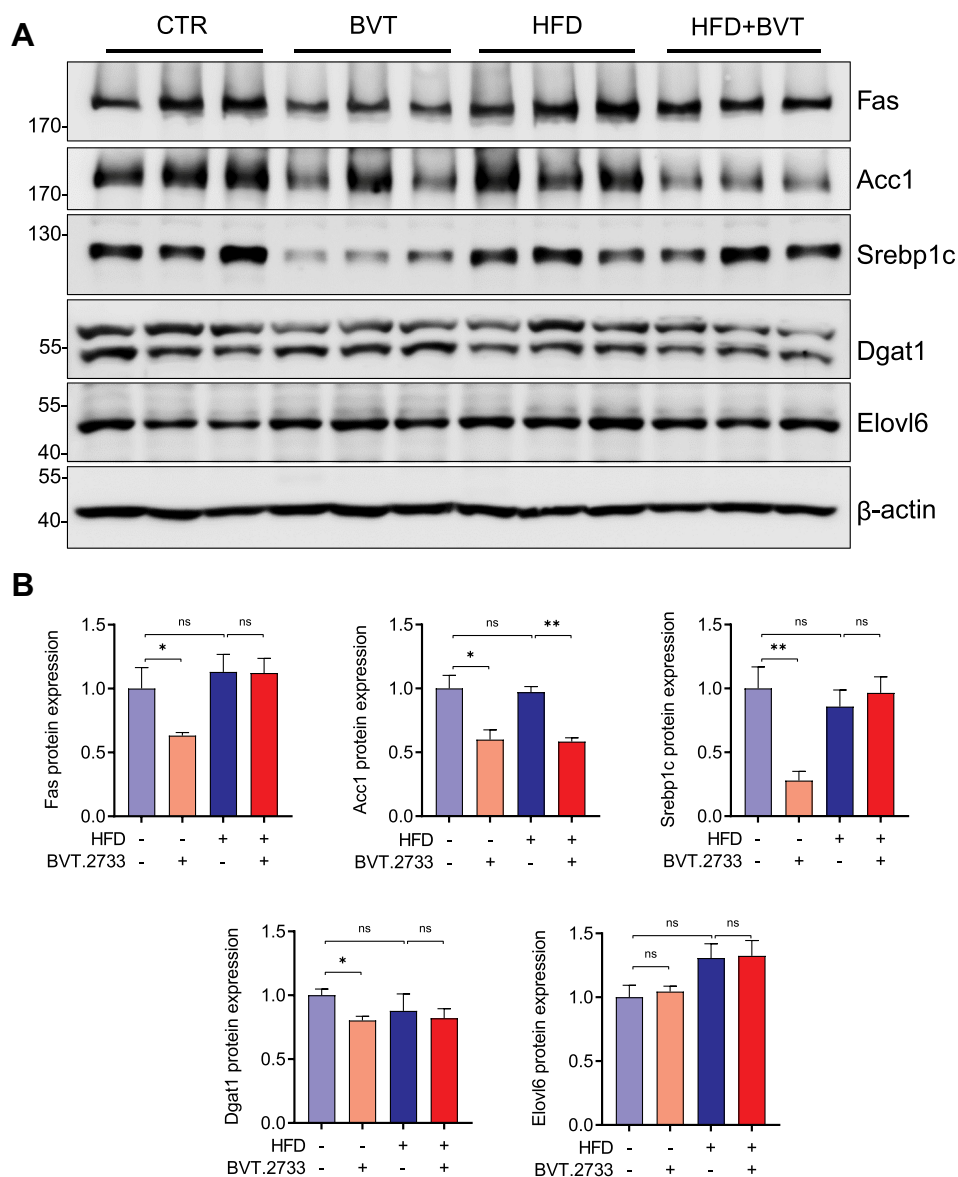 A
CTR BVT HFD HFD+BVT
170- Fas
170- Acc1
130- Srebp1c
55- Dgat1
55- Elovl6
40-
55- β-actin
40-
B
Fas protein expression
1.5
1.0
0.5
0.0
ns
* ns
HFD - - + +
BVT.2733 - + - +
Acc1 protein expression
1.5
1.0
0.5
0.0
ns **
*
HFD - - + +
BVT.2733 - + - +
Srebp1c protein expression
1.5
1.0
0.5
0.0
ns ns
**
HFD - - + +
BVT.2733 - + - +
Dgat1 protein expression
1.5
1.0
0.5
0.0
ns ns
*
HFD - - + +
BVT.2733 - + - +
Elovl6 protein expression
1.5
1.0
0.5
0.0
ns ns
ns
HFD - - + +
BVT.2733 - + - +